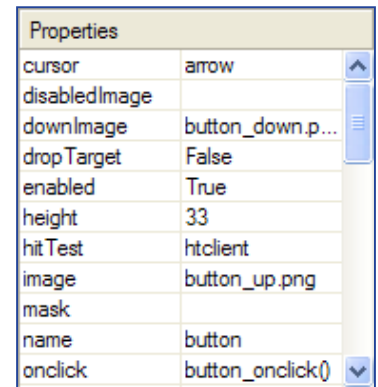 Properties
cursor arrow
disabledImage
downImage button_down.p...
dropTarget False
enabled True
height 33
hitTest htclient
image button_up.png
mask
name button
onclick button_onclick()